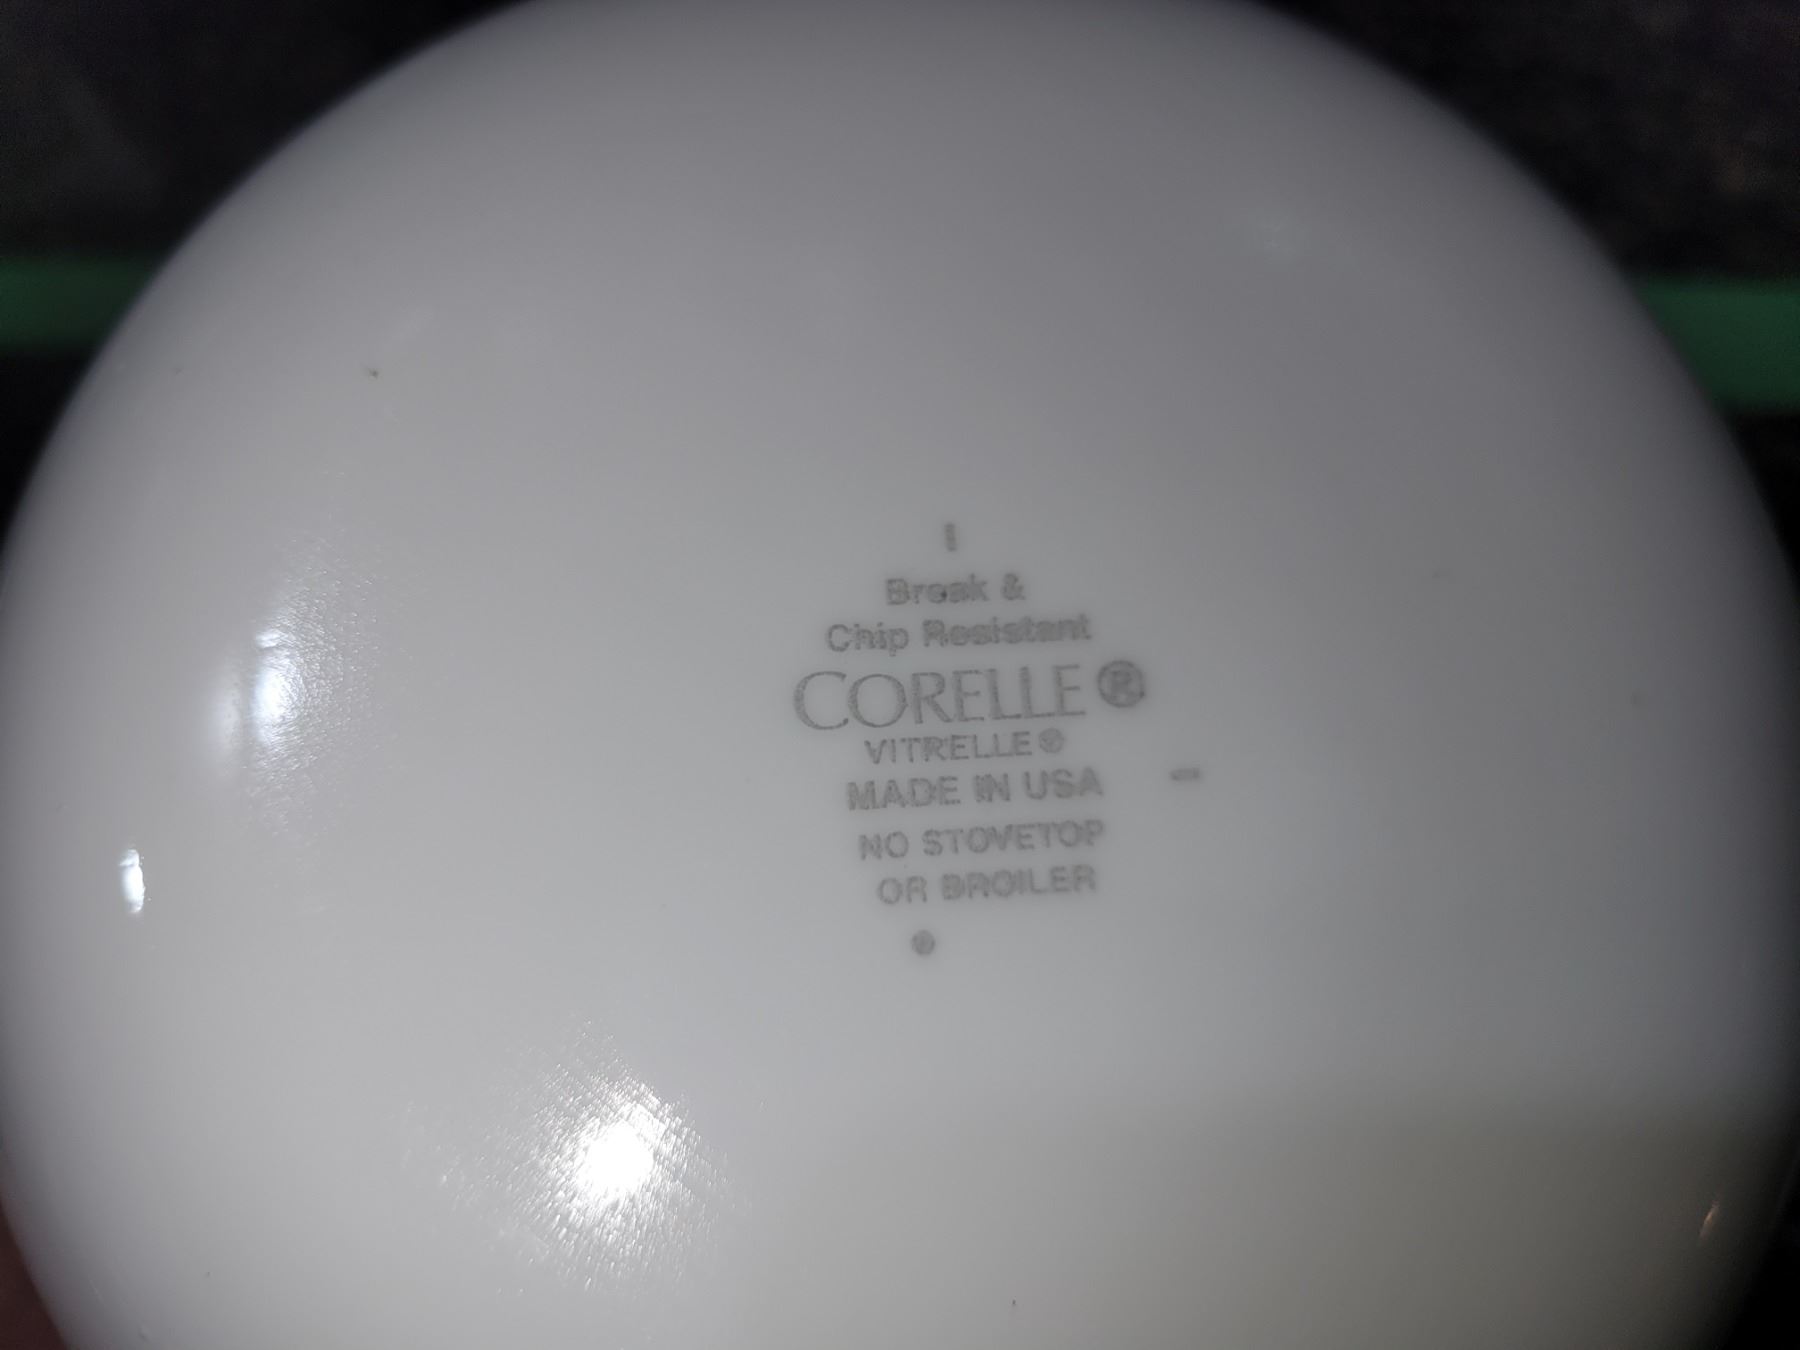 Break &
Chip Resistant
CORELLE®
VITRELLE®
MADE IN USA
NO STOVETOP
OR BROILER